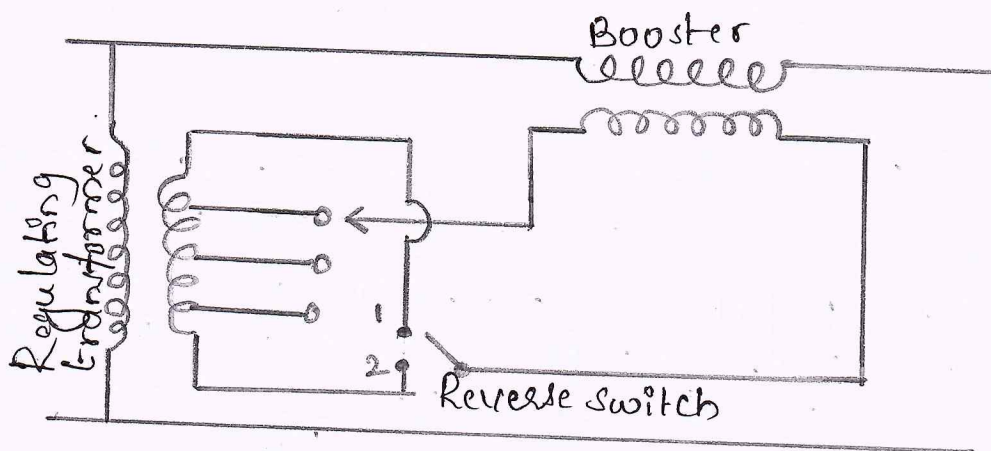 Booster
Regulating
transformer
1
2
Reverse switch